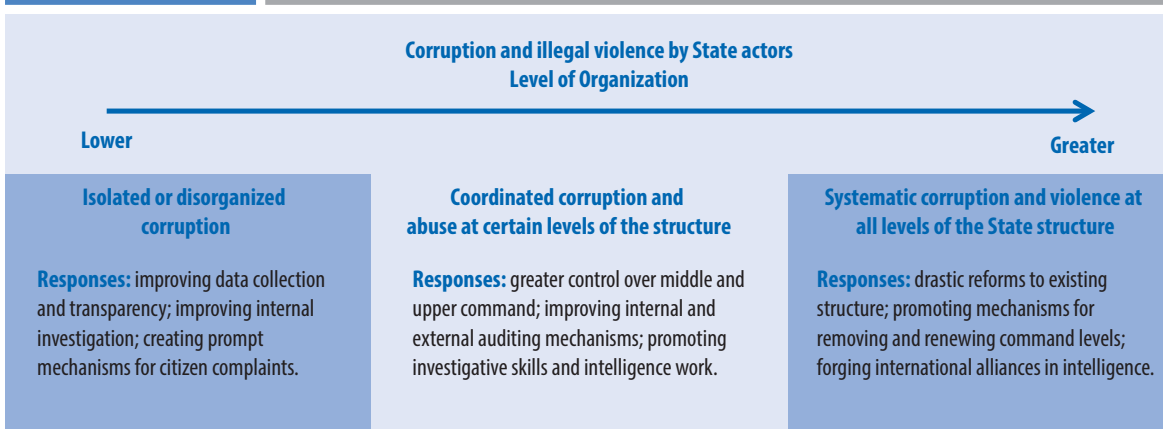 Corruption and illegal violence by State actors
Level of Organization
Lower
Greater
Isolated or disorganized
corruption
Responses: improving data collection
and transparency; improving internal
investigation; creating prompt
mechanisms for citizen complaints.
Coordinated corruption and
abuse at certain levels of the structure
Responses: greater control over middle and
upper command; improving internal and
external auditing mechanisms; promoting
investigative skills and intelligence work.
Systematic corruption and violence at
all levels of the State structure
Responses: drastic reforms to existing
structure; promoting mechanisms for
removing and renewing command levels;
forging international alliances in intelligence.